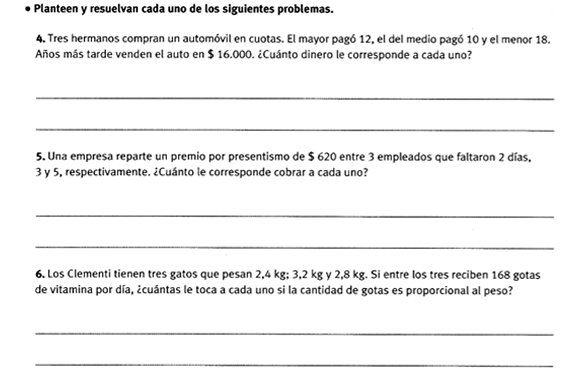 • Planteen y resuelvan cada uno de los siguientes problemas.
4. Tres hermanos compran un automóvil en cuotas. El mayor pagó 12, el del medio pagó 10 y el menor 18.
Años más tarde venden el auto en $ 16.000. ¿Cuánto dinero le corresponde a cada uno?
5. Una empresa reparte un premio por presentismo de $ 620 entre 3 empleados que faltaron 2 días,
3 y 5, respectivamente. ¿Cuánto le corresponde cobrar a cada uno?
6. Los Clementi tienen tres gatos que pesan 2,4 kg; 3,2 kg y 2,8 kg. Si entre los tres reciben 168 gotas
de vitamina por día, ¿cuántas le toca a cada uno si la cantidad de gotas es proporcional al peso?